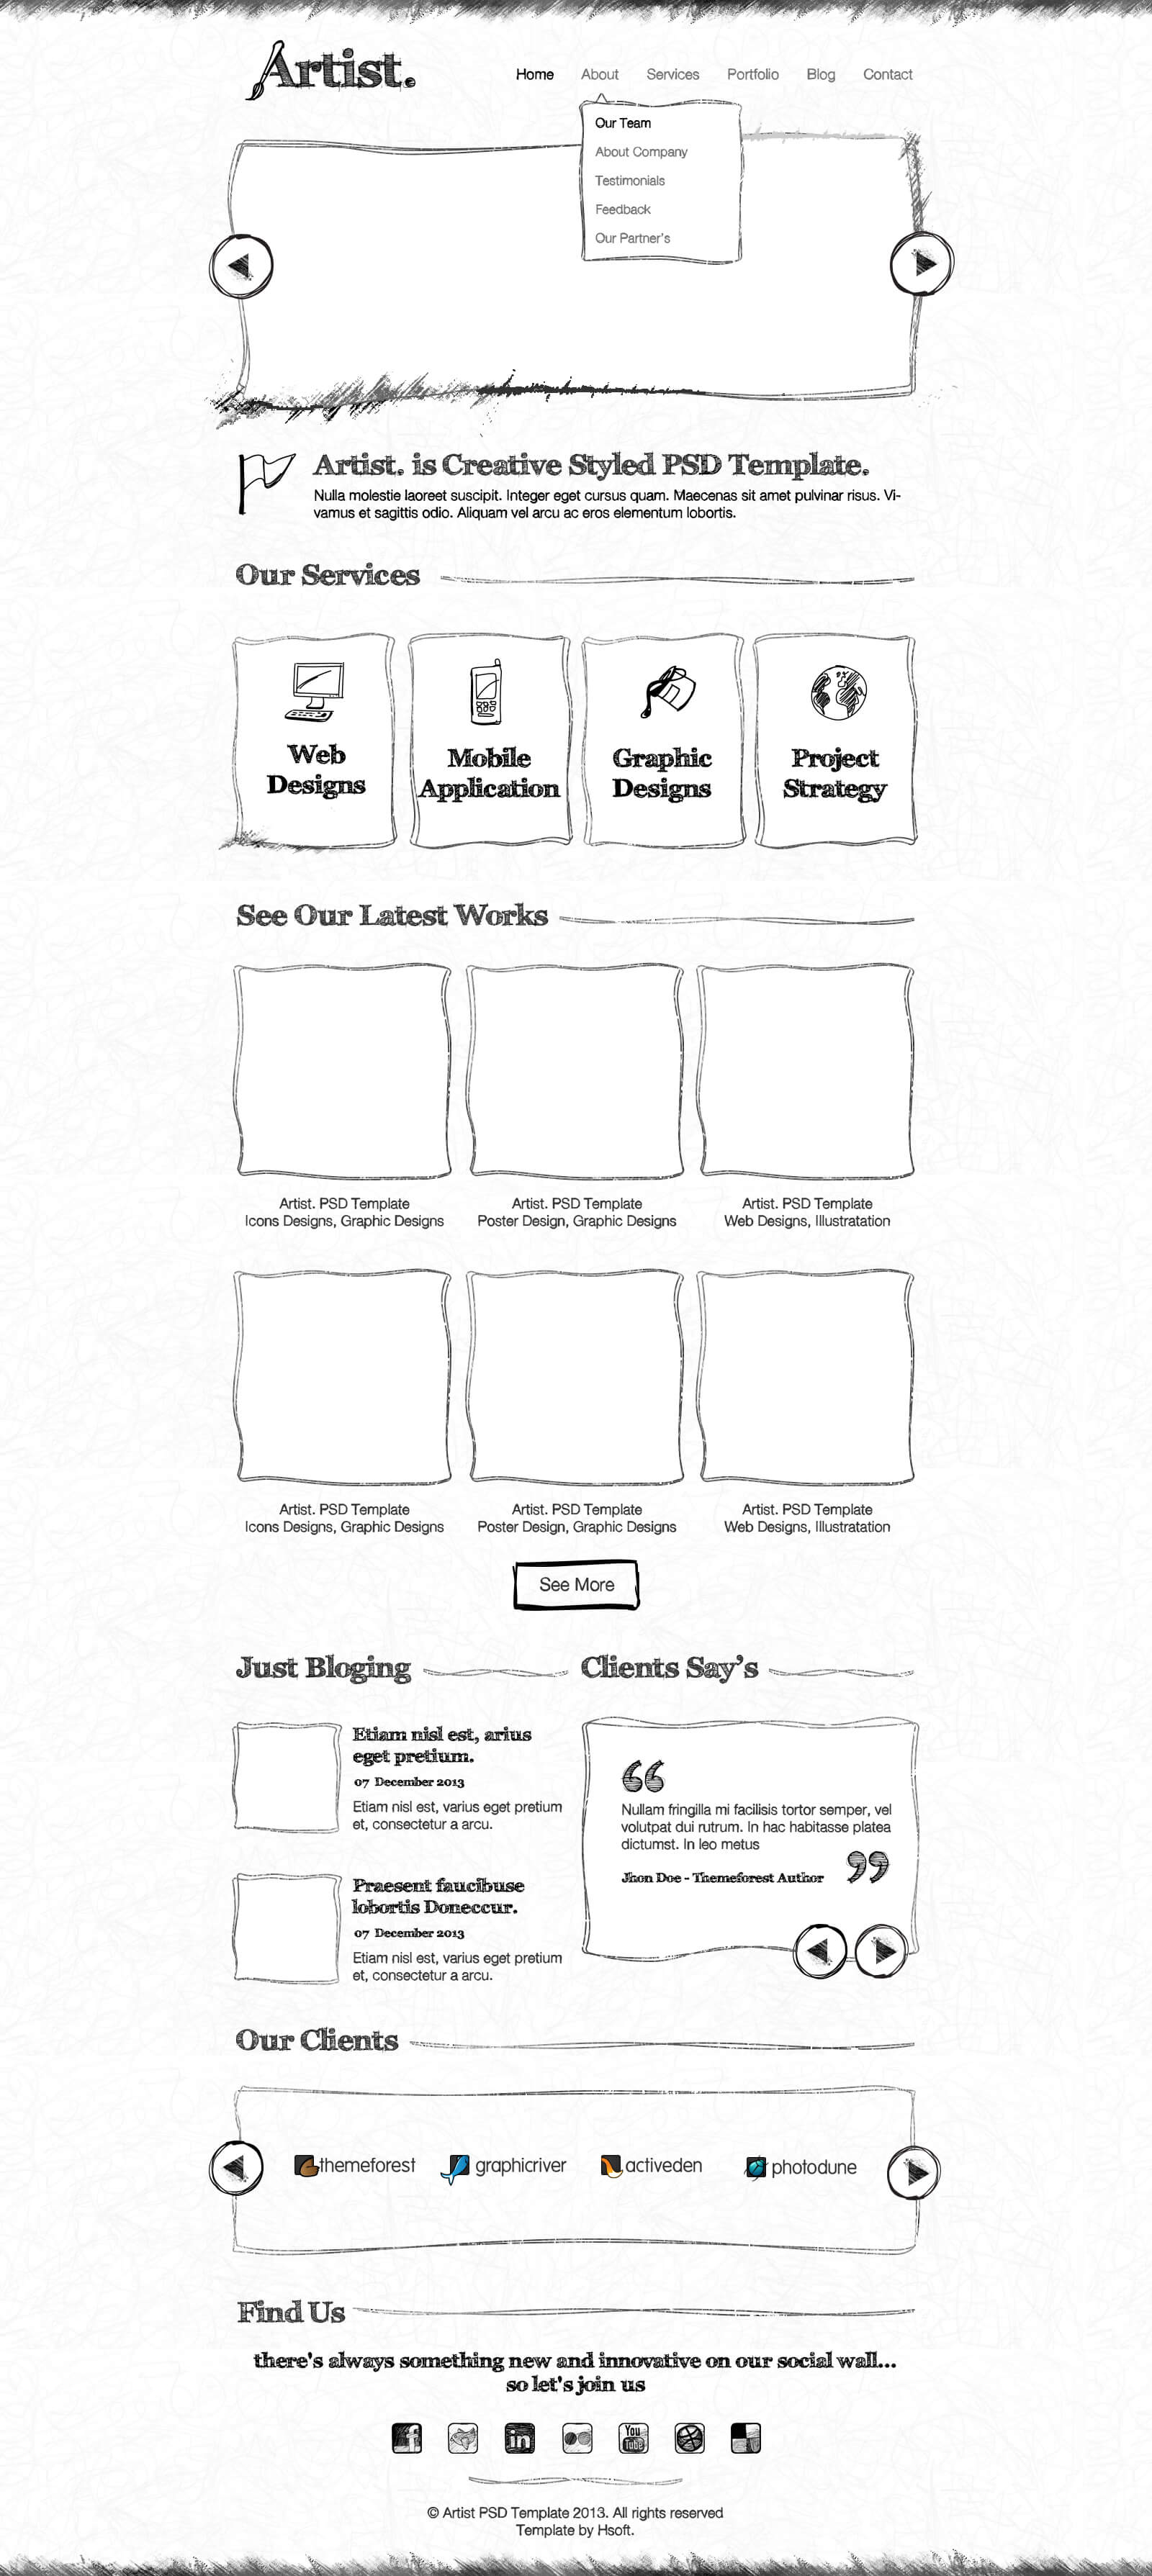 Artist.
Home About Services Portfolio Blog Contact
Our Team
About Company
Testimonials
Feedback
Our Partner's
Artist. is Creative Styled PSD Template.
Nulla molestie laoreet suscipit. Integer eget cursus quam. Maecenas sit amet pulvinar risus. Vi-
vamus et sagittis odio. Aliquam vel arcu ac eros elementum lobortis.
Our Services
Web
Designs
Mobile
Application
Graphic
Designs
Project
Strategy
See Our Latest Works
Artist. PSD Template
Icons Designs, Graphic Designs
Artist. PSD Template
Poster Design, Graphic Designs
Artist. PSD Template
Web Designs, Illustratation
Artist. PSD Template
Icons Designs, Graphic Designs
Artist. PSD Template
Poster Design, Graphic Designs
Artist. PSD Template
Web Designs, Illustratation
See More
Just Bloging
Etiam nisl est, arius
eget pretium.
07 December 2013
Etiam nisl est, varius eget pretium
et, consectetur a arcu.
Praesent faucibuse
lobortis Doneccur.
07 December 2013
Etiam nisl est, varius eget pretium
et, consectetur a arcu.
Clients Say's
“
Nullam fringilla mi facilisis tortor semper, vel
volutpat dui rutrum. In hac habitasse platea
dictumst. In leo metus
”
Jhon Doe - Themeforest Author
Our Clients
themeforest graphicriver activeden photodune
Find Us
there's always something new and innovative on our social wall...
so let's join us
f in You Tube
© Artist PSD Template 2013. All rights reserved
Template by Hsoft.